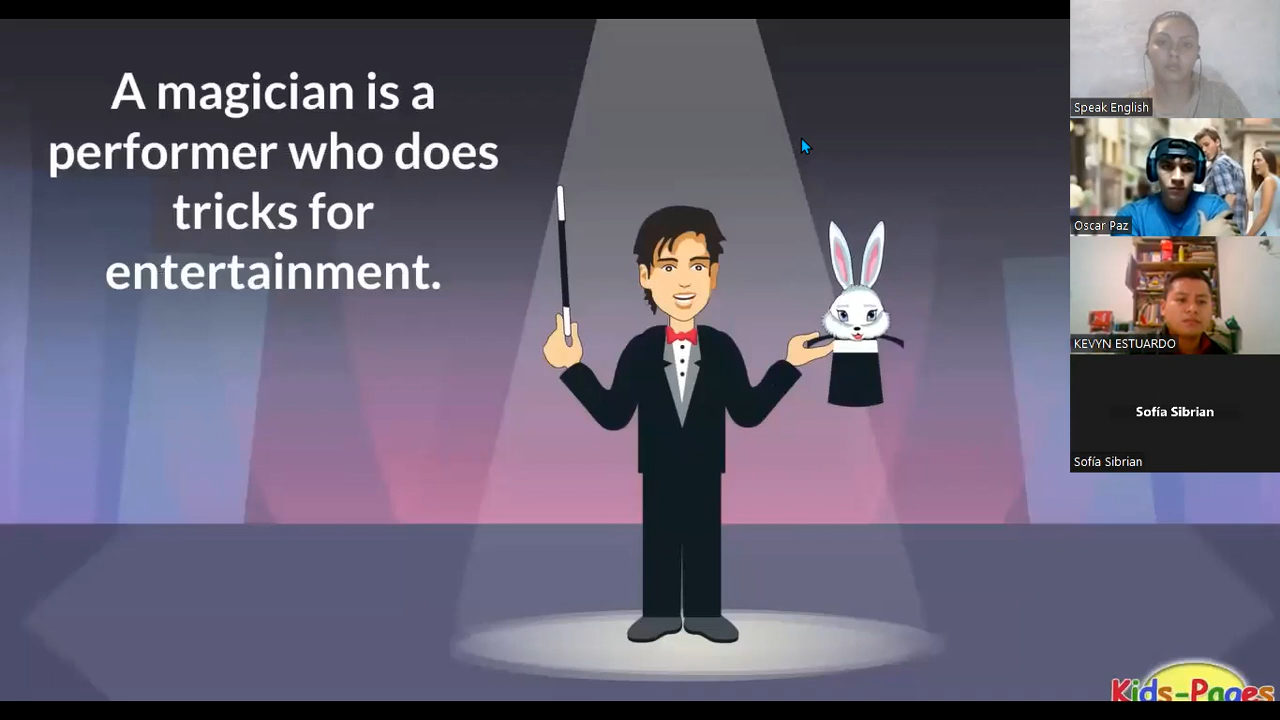 A magician is a
performer who does
tricks for
entertainment.
Speak English
Oscar Paz
KEVYN ESTUARDO
Sofía Sibrian
Sofía Sibrian
Kids-Pages